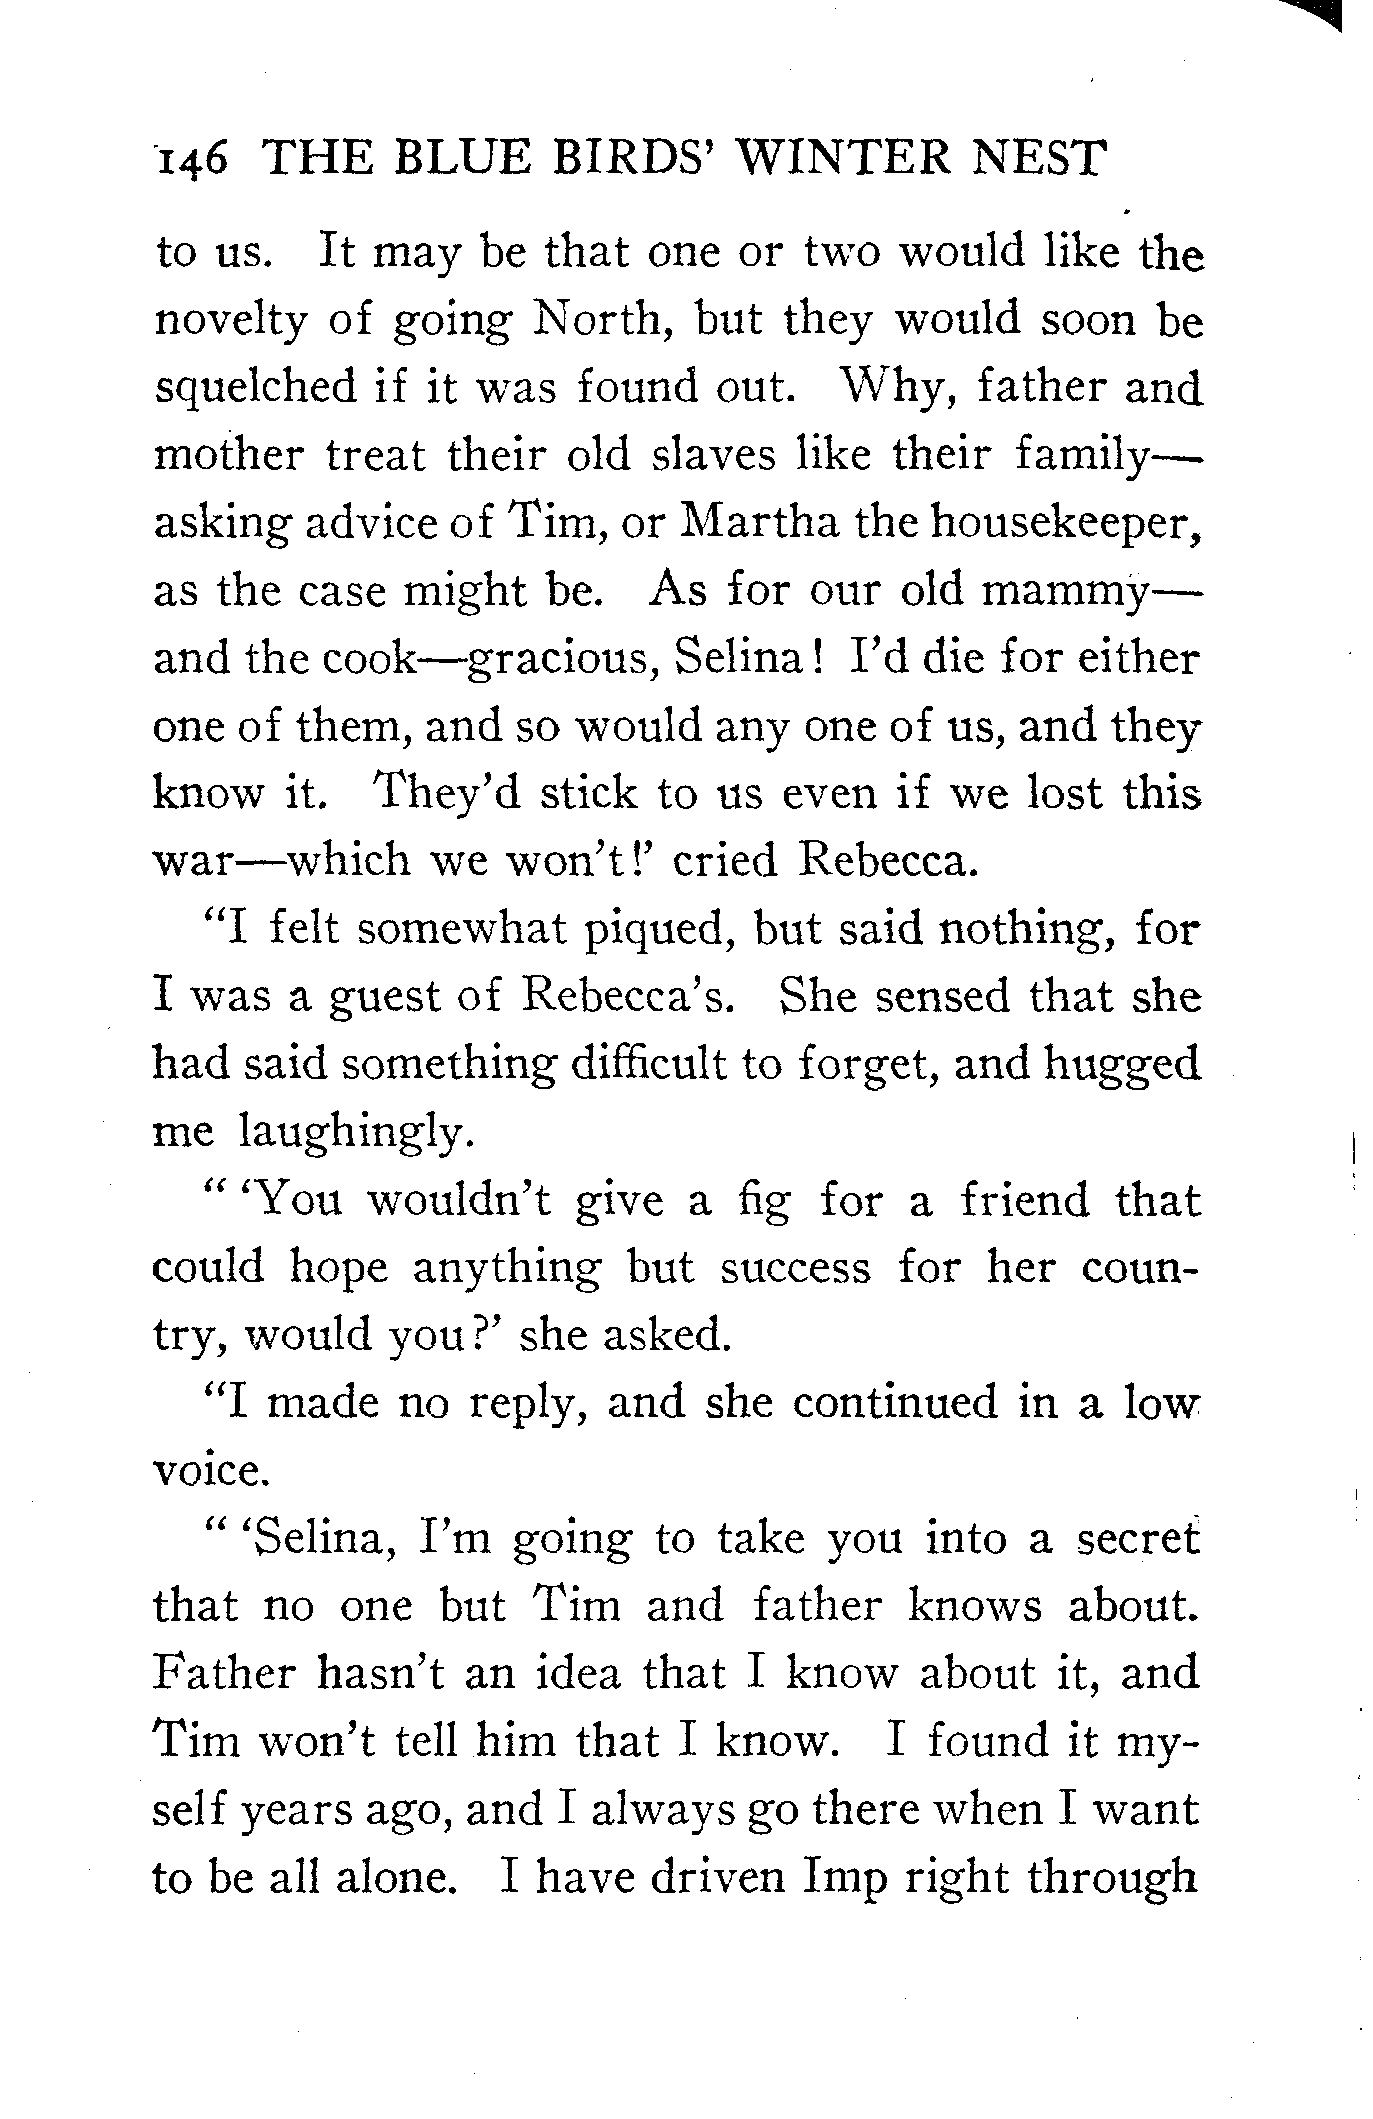 146 THE BLUE BIRDS' WINTER NEST
to us. It may be that one or two would like the
novelty of going North, but they would soon be
squelched if it was found out. Why, father and
mother treat their old slaves like their family—
asking advice of Tim, or Martha the housekeeper,
as the case might be. As for our old mammy—
and the cook—gracious, Selina! I'd die for either
one of them, and so would any one of us, and they
know it. They'd stick to us even if we lost this
war—which we won't!' cried Rebecca.
"I felt somewhat piqued, but said nothing, for
I was a guest of Rebecca's. She sensed that she
had said something difficult to forget, and hugged
me laughingly.
" 'You wouldn't give a fig for a friend that
could hope anything but success for her coun-
try, would you?' she asked.
"I made no reply, and she continued in a low
voice.
" 'Selina, I'm going to take you into a secret
that no one but Tim and father knows about.
Father hasn't an idea that I know about it, and
Tim won't tell him that I know. I found it my-
self years ago, and I always go there when I want
to be all alone. I have driven Imp right through